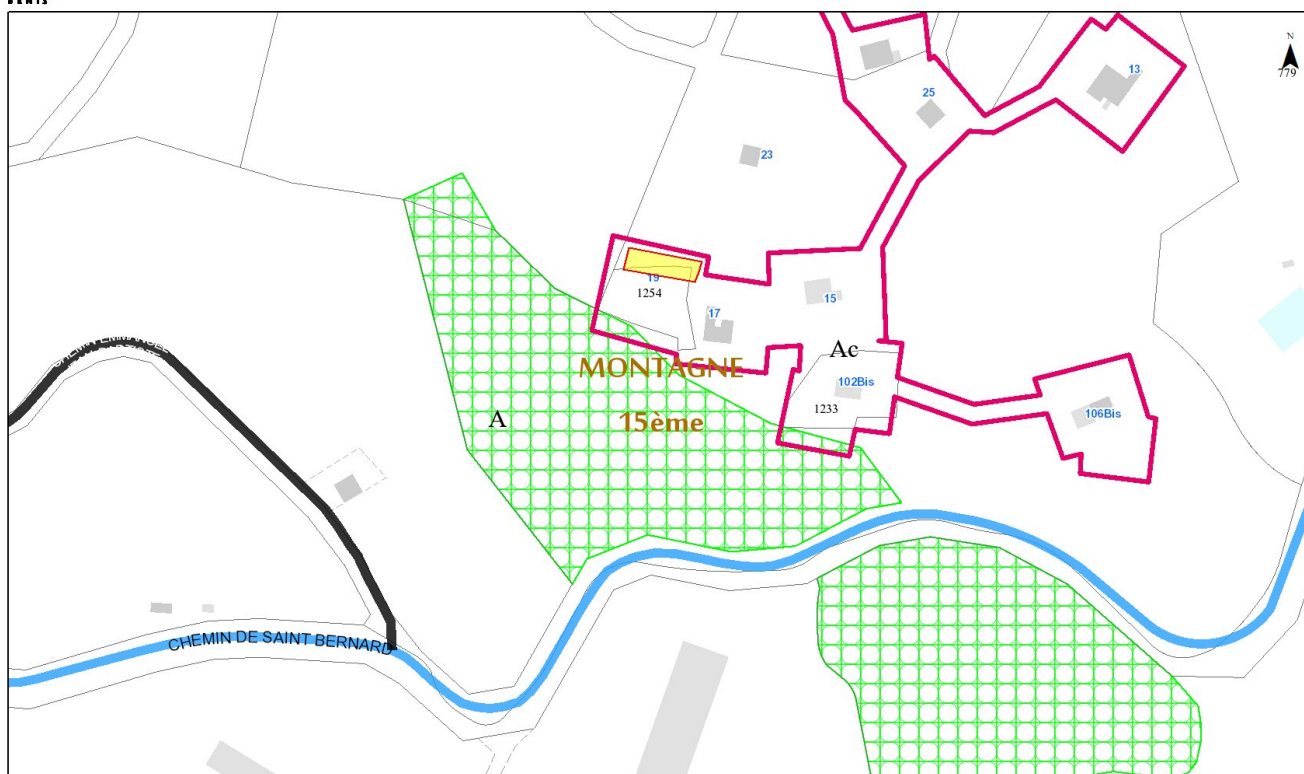 N
779
13
25
23
19
1254
17
15
MONTAGNE
Ac
102Bis
1233
106Bis
A
15ème
CHEMIN DE SAINT BERNARD